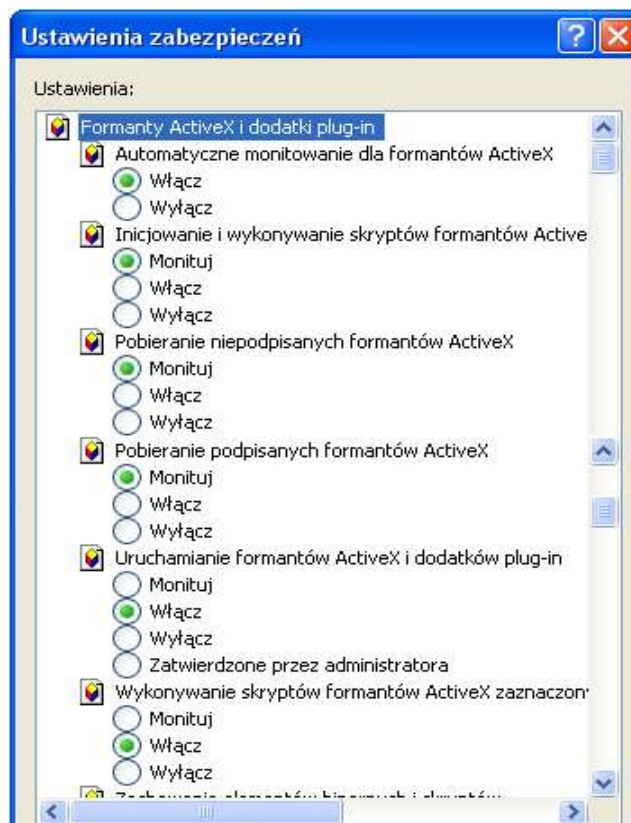 Ustawienia zabezpieczeń
Ustawienia:
Formanty ActiveX i dodatki plug-in
Automatyczne monitowanie dla formantów ActiveX
Włącz
Wyłącz
Inicjowanie i wykonywanie skryptów formantów Active
Monituj
Włącz
Wyłącz
Pobieranie niepodpisanych formantów ActiveX
Monituj
Włącz
Wyłącz
Pobieranie podpisanych formantów ActiveX
Monituj
Włącz
Wyłącz
Uruchamianie formantów ActiveX i dodatków plug-in
Monituj
Włącz
Wyłącz
Zatwierdzone przez administratora
Wykonywanie skryptów formantów ActiveX zaznaczon
Monituj
Włącz
Wyłącz